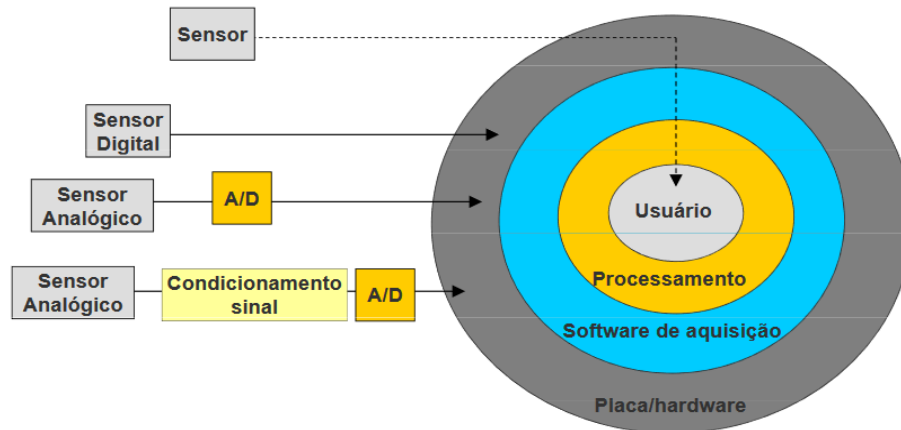 Sensor
Sensor
Digital
Sensor
Analógico
A/D
Sensor
Analógico
Condicionamento
sinal
A/D
Usuário
Processamento
Software de aquisição
Placa/hardware